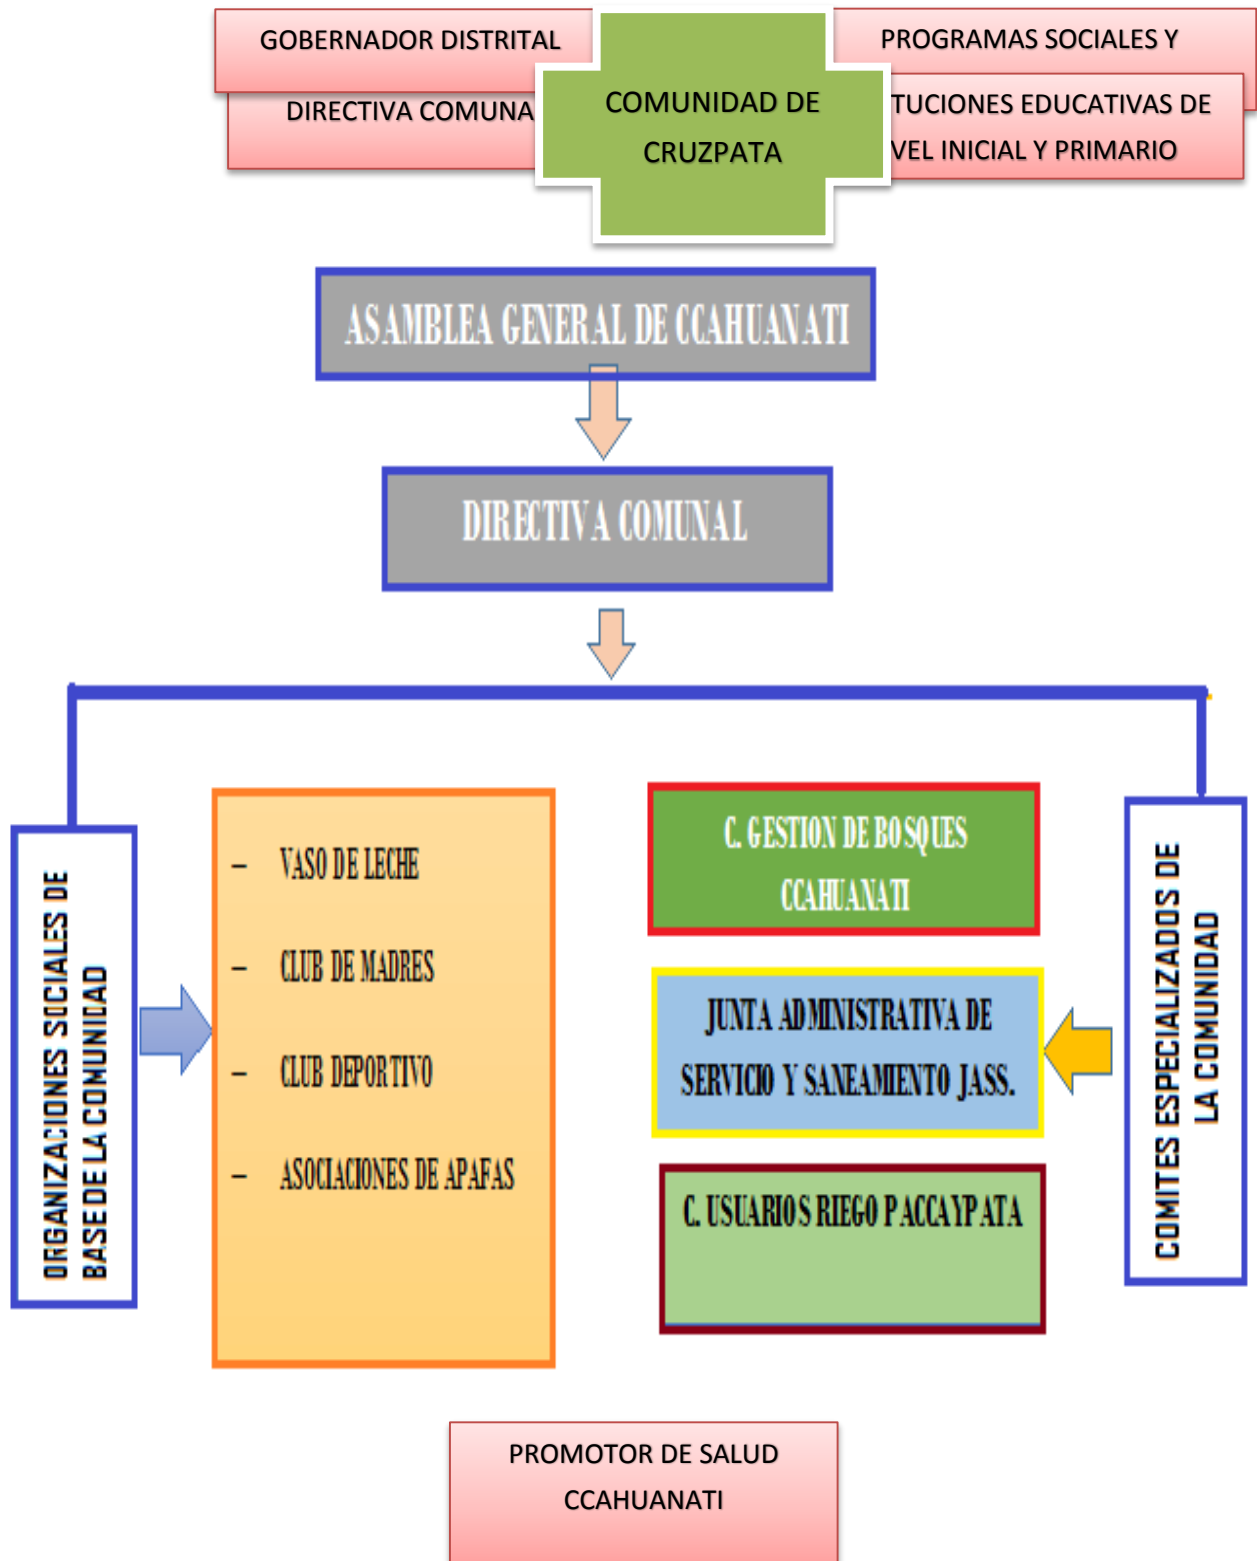 GOBERNADOR DISTRITAL
DIRECTIVA COMUNA
COMUNIDAD DE
CRUZPATA
PROGRAMAS SOCIALES Y
TUCIONES EDUCATIVAS DE
VEL INICIAL Y PRIMARIO
ASAMBLEA GENERAL DE CCAHUANATI
DIRECTIVA COMUNAL
ORGANIZACIONES SOCIALES DE
BASE DE LA COMUNIDAD
– VASO DE LECHE
– CLUB DE MADRES
– CLUB DEPORTIVO
– ASOCIACIONES DE APAFAS
C. GESTION DE BOSQUES
CCAHUANATI
JUNTA ADMINISTRATIVA DE
SERVICIO Y SANEAMIENTO JASS.
C. USUARIOS RIEGO PACCAYPATA
COMITES ESPECIALIZADOS DE
LA COMUNIDAD
PROMOTOR DE SALUD
CCAHUANATI